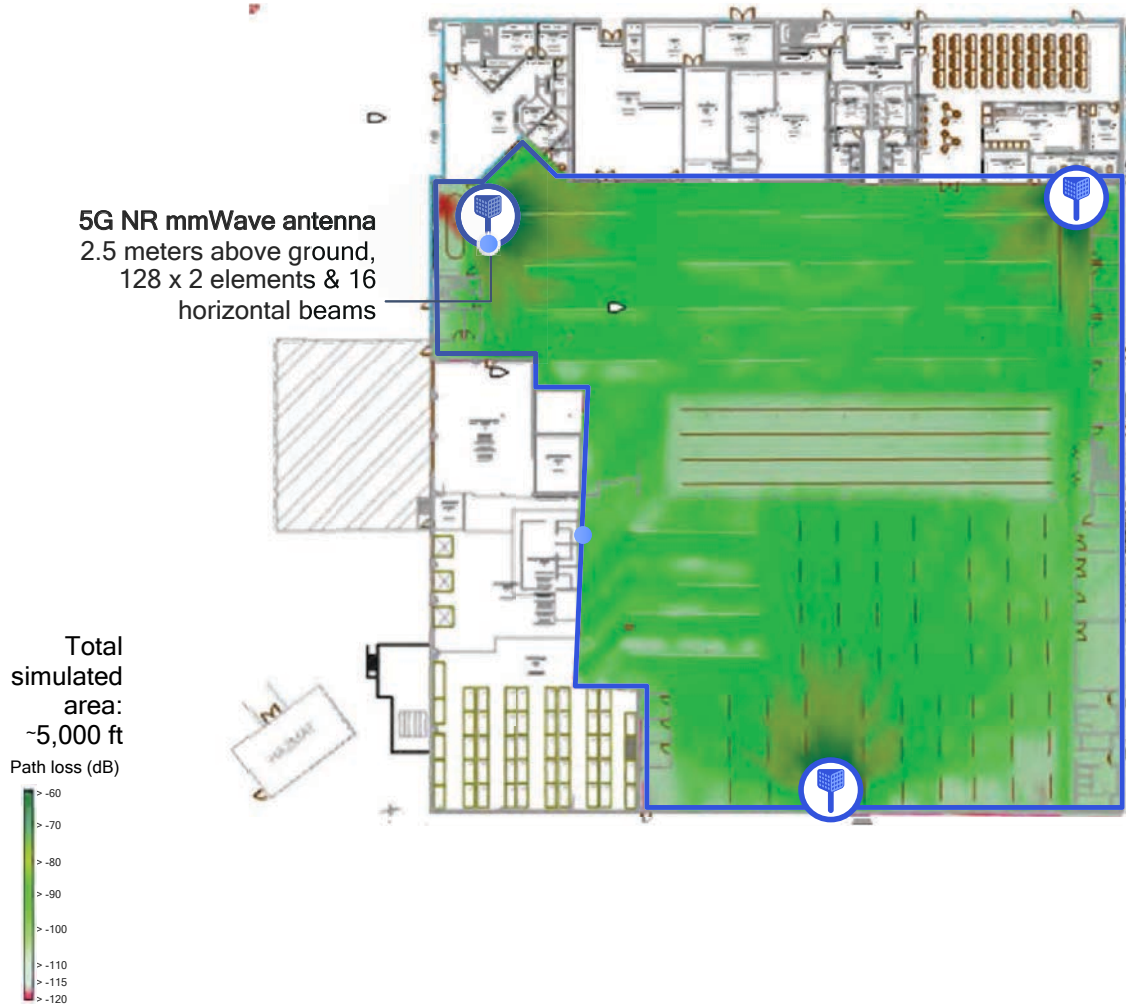 5G NR mmWave antenna
2.5 meters above ground,
128 x 2 elements & 16
horizontal beams
HAZMAT
Total
simulated
area:
~5,000 ft
Path loss (dB)
> -60
> -70
> -80
> -90
> -100
> -110
> -115
> -120